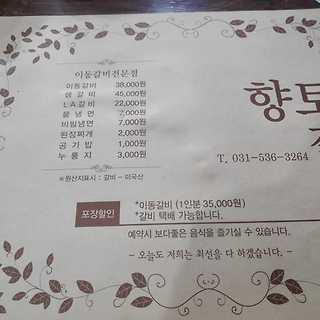 이동갈비전문점
이동갈비 38,000원
생갈비 45,000원
L.A.갈비 22,000원
물냉면 7,000원
비빔냉면 7,000원
된장찌개 2,000원
공기밥 1,000원
누룽지 3,000원
※원산지표시 : 갈비 - 미국산
향토
T. 031-536-3264
포장할인
*이동갈비 (1인분 35,000원)
*갈비 택배 가능합니다.
예약시 보다좋은 음식을 즐기실 수 있습니다.
- 오늘도 저희는 최선을 다 하겠습니다. -